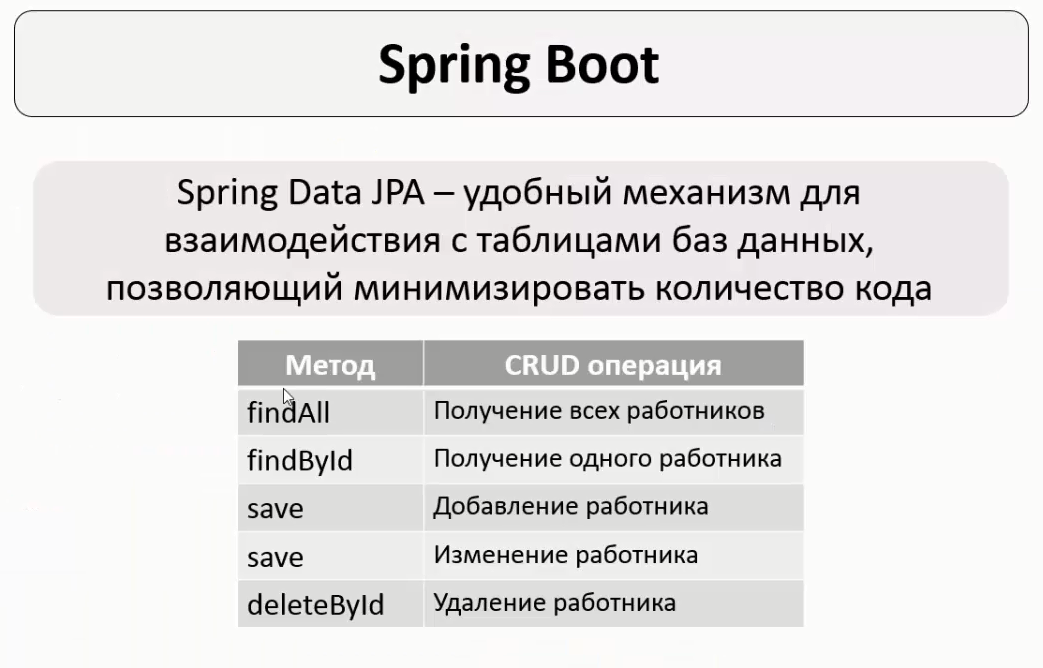 Spring Boot
Spring Data JPA – удобный механизм для
взаимодействия с таблицами баз данных,
позволяющий минимизировать количество кода
Метод CRUD операция
findAll Получение всех работников
findById Получение одного работника
save Добавление работника
save Изменение работника
deleteById Удаление работника